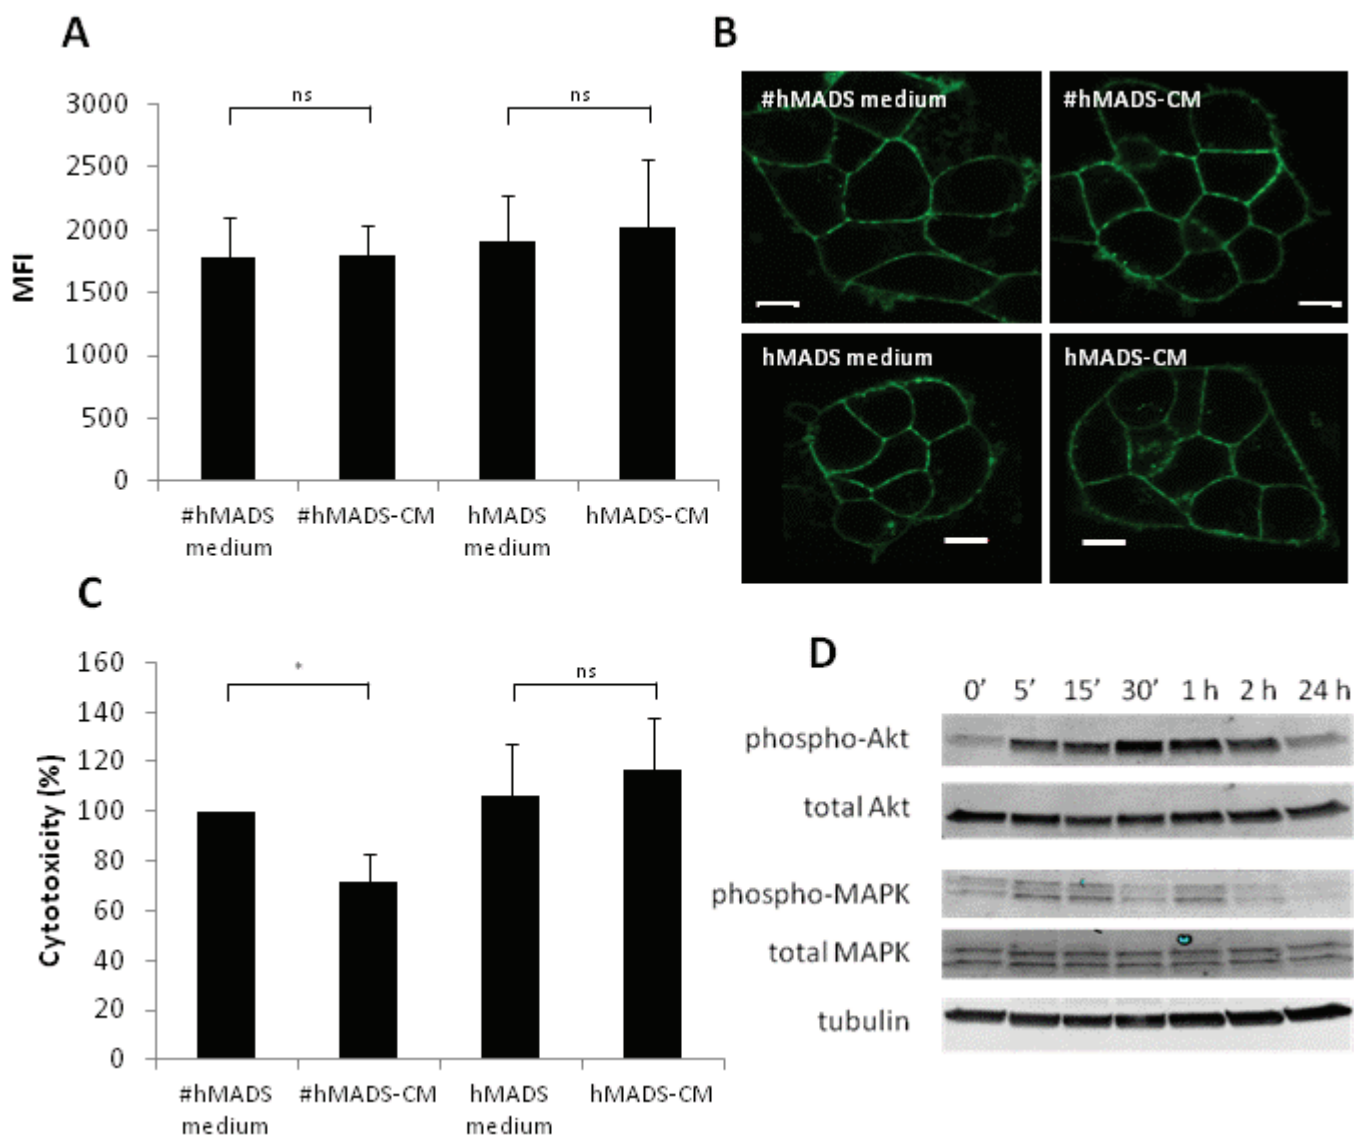 A
MFI
3000
2500
2000
1500
1000
500
0
ns
ns
#hMADS medium
#hMADS-CM
hMADS medium
hMADS-CM
B
#hMADS medium
#hMADS-CM
hMADS medium
hMADS-CM
C
Cytotoxicity (%)
160
140
120
100
80
60
40
20
0
*
ns
#hMADS medium
#hMADS-CM
hMADS medium
hMADS-CM
D
0' 5' 15' 30' 1 h 2 h 24 h
phospho-Akt
total Akt
phospho-MAPK
total MAPK
tubulin